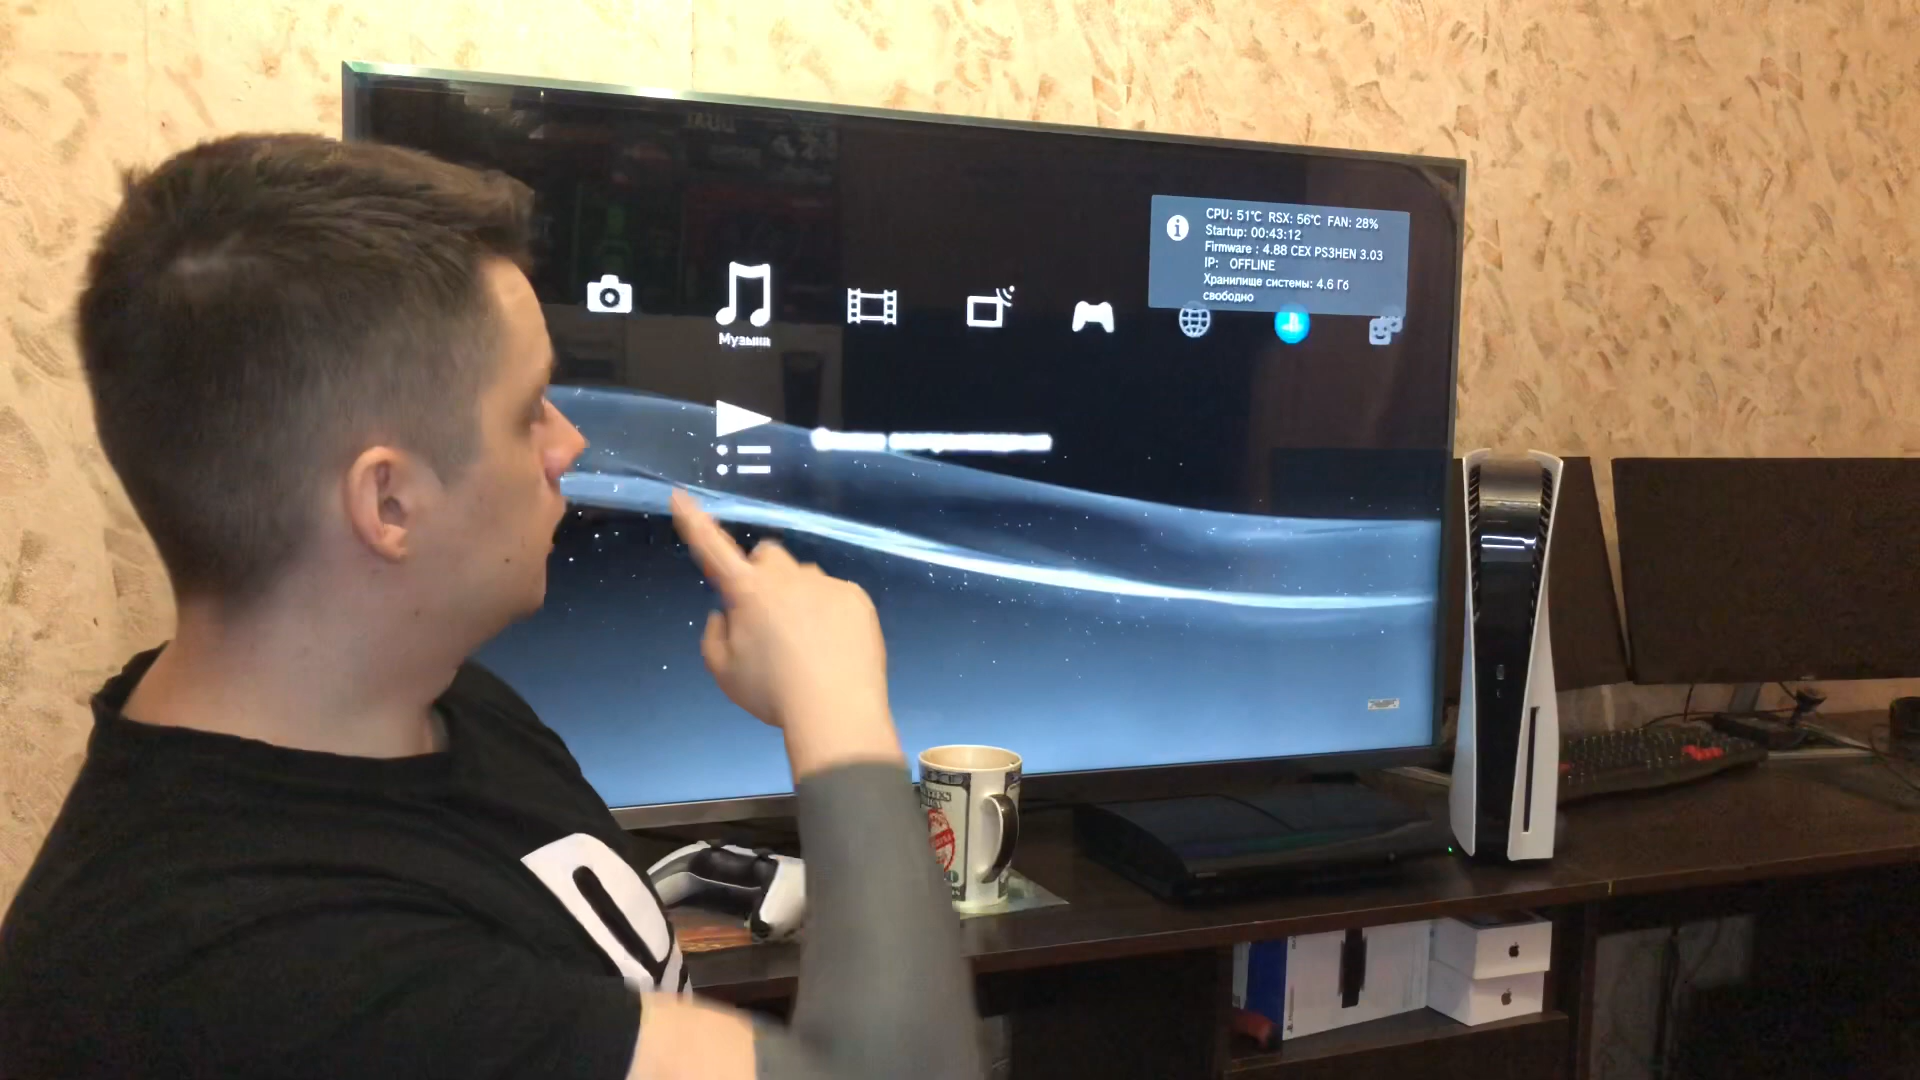 CPU: 51°C RSX: 56°C FAN: 28%
Startup: 00:43:12
Firmware : 4.88 CEX PS3HEN 3.03
IP: OFFLINE
Хранилище системы: 4.6 Гб
свободно
Музыка